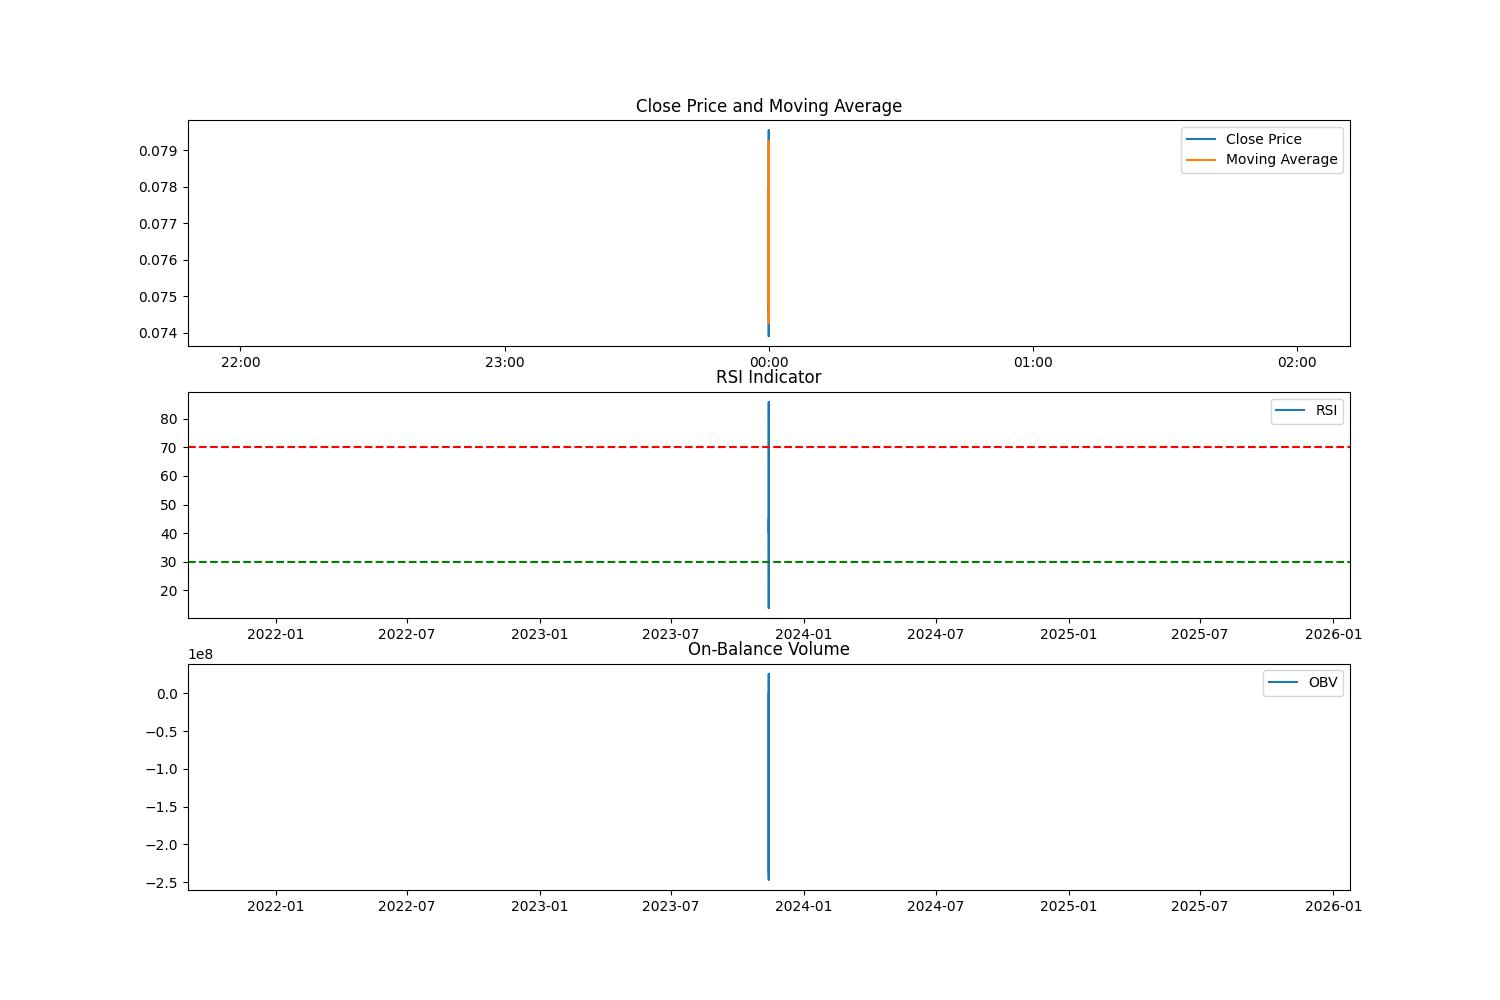 Close Price and Moving Average
Close Price
Moving Average
0.079
0.078
0.077
0.076
0.075
0.074
22:00 23:00 00:00 01:00 02:00
RSI Indicator
RSI
80
70
60
50
40
30
20
2022-01 2022-07 2023-01 2023-07 2024-01 2024-07 2025-01 2025-07 2026-01
On-Balance Volume
1e8
OBV
0.0
−0.5
−1.0
−1.5
−2.0
−2.5
2022-01 2022-07 2023-01 2023-07 2024-01 2024-07 2025-01 2025-07 2026-01